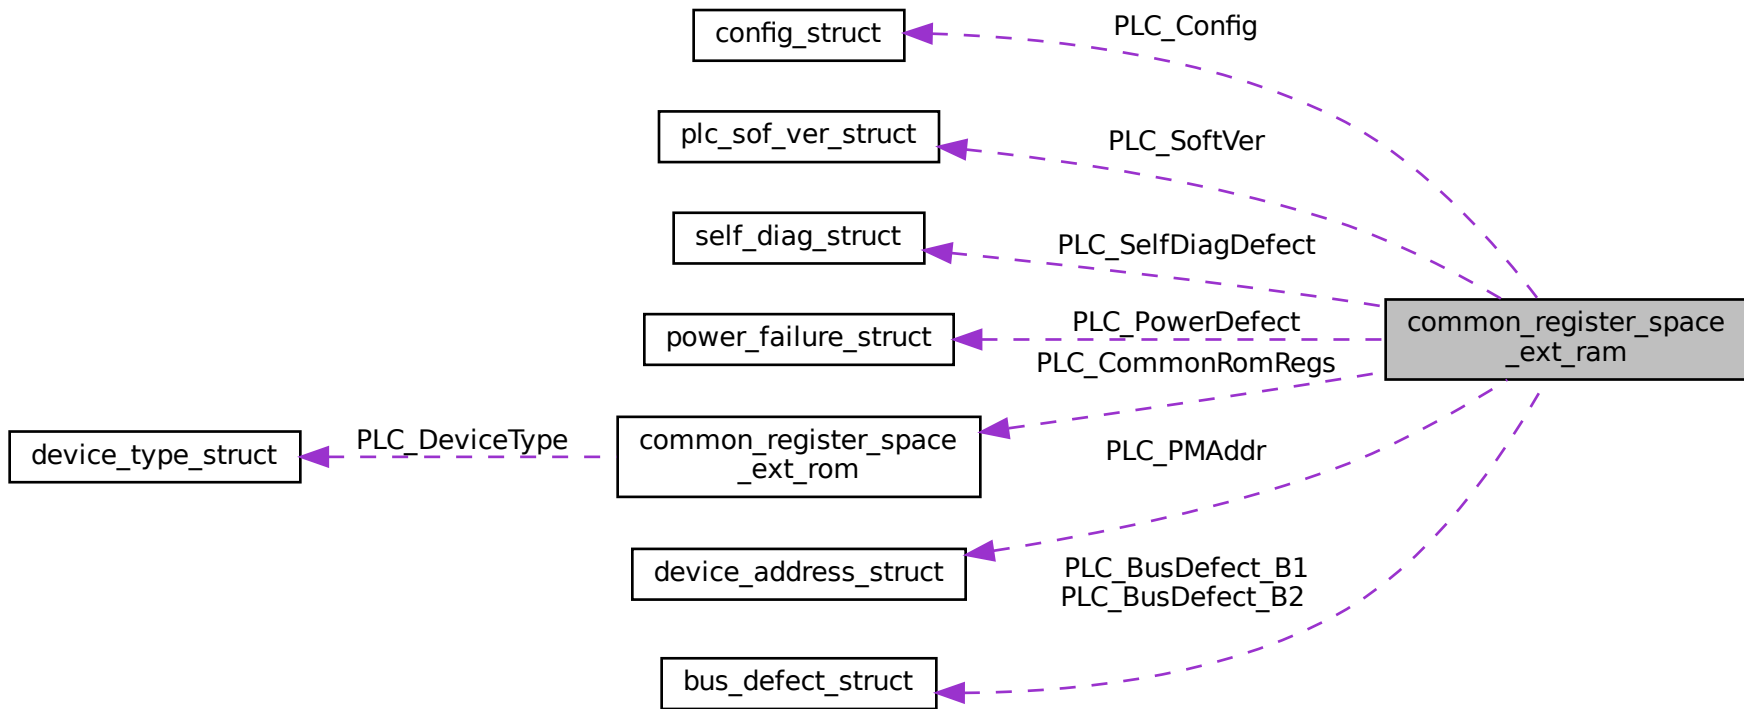 config_struct
PLC_Config
plc_sof_ver_struct
PLC_SoftVer
self_diag_struct
PLC_SelfDiagDefect
power_failure_struct
PLC_PowerDefect
common_register_space
_ext_ram
PLC_CommonRomRegs
device_type_struct
PLC_DeviceType
common_register_space
_ext_rom
PLC_PMAddr
device_address_struct
PLC_BusDefect_B1
PLC_BusDefect_B2
bus_defect_struct